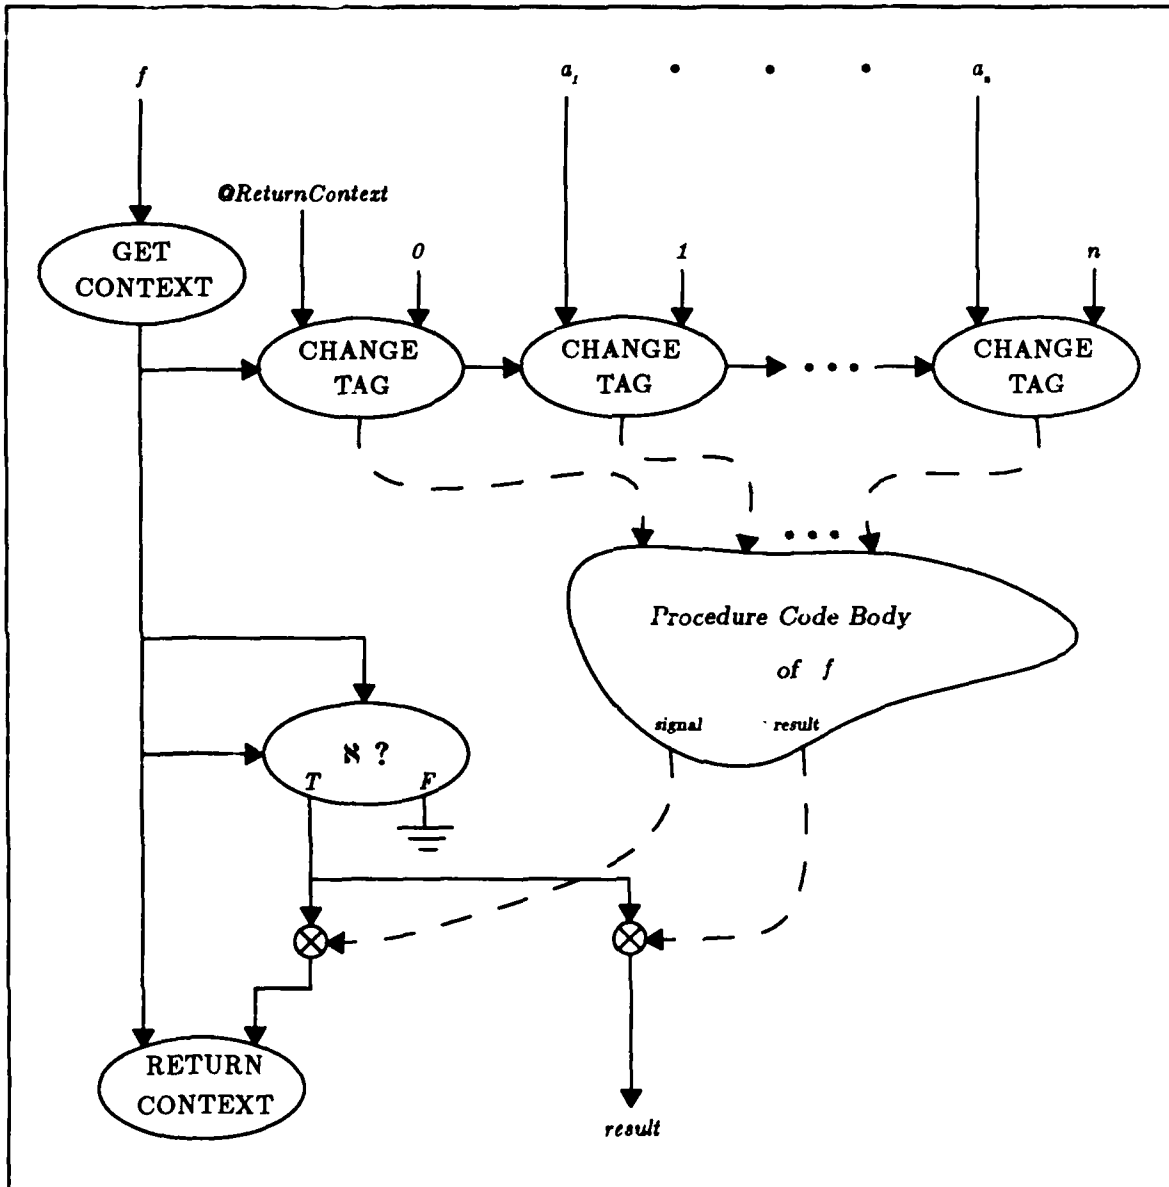 f
a₁ • • • aₙ
@ReturnContext
0
1
n
GET
CONTEXT
CHANGE
TAG
CHANGE
TAG
• • •
CHANGE
TAG
• • •
Procedure Code Body
of f
signal
result
ℵ ?
T
F
RETURN
CONTEXT
result